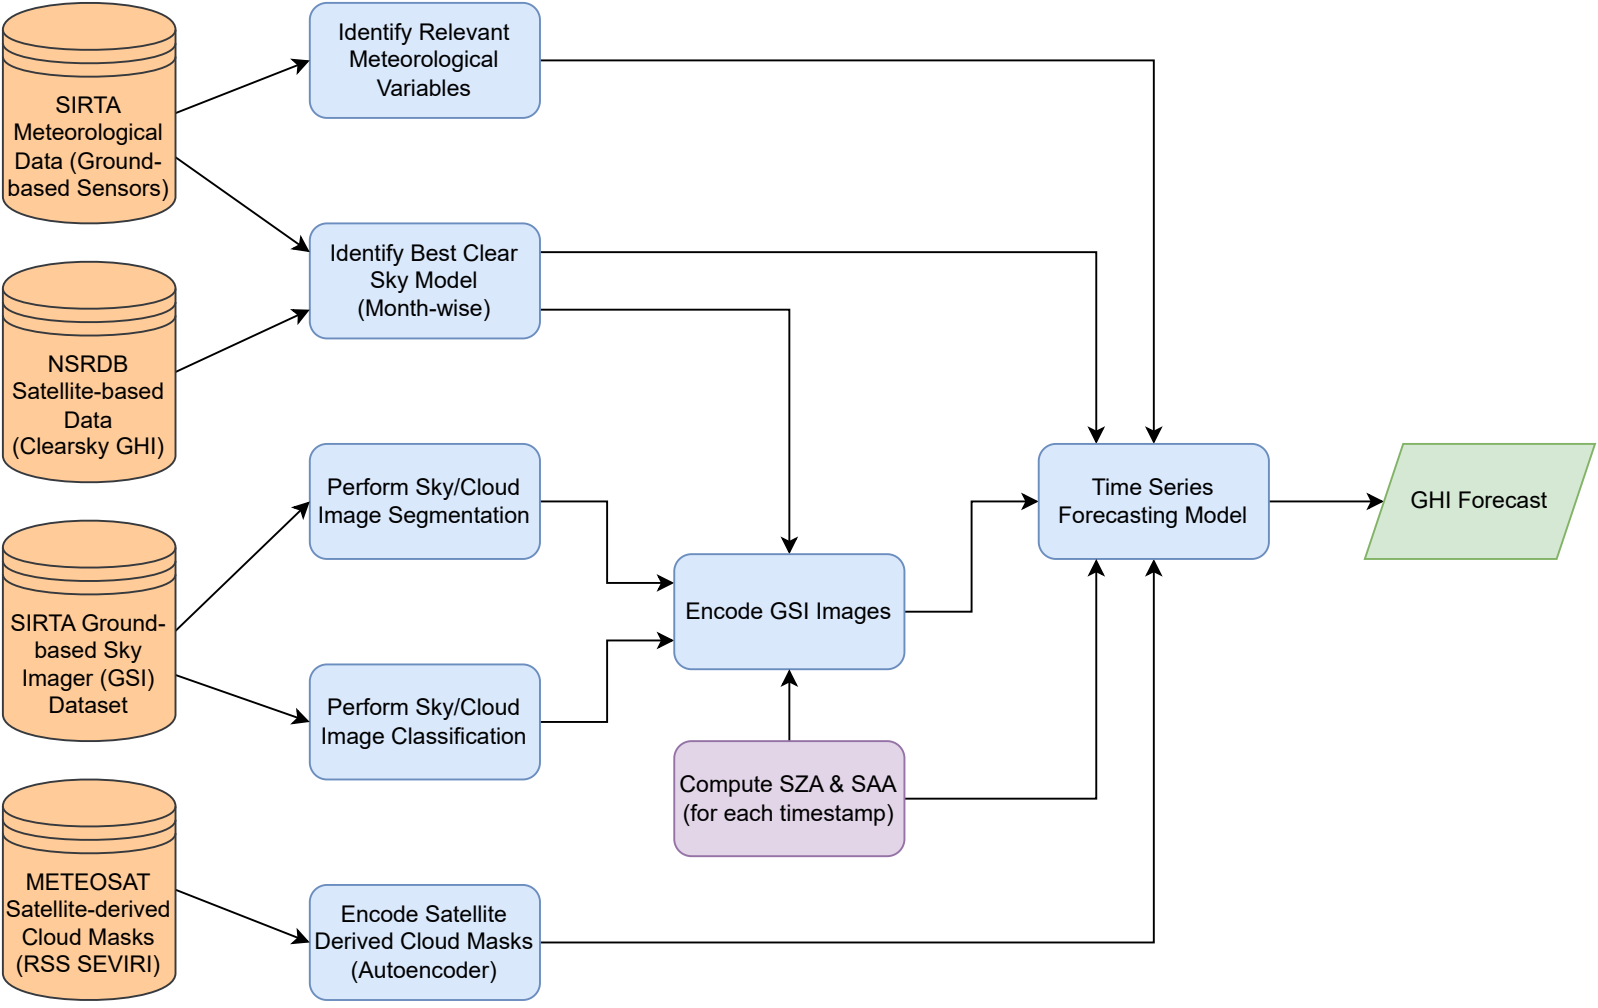 SIRTA
Meteorological
Data (Ground-
based Sensors)
Identify Relevant
Meteorological
Variables
Identify Best Clear
Sky Model
(Month-wise)
NSRDB
Satellite-based
Data
(Clearsky GHI)
Perform Sky/Cloud
Image Segmentation
SIRTA Ground-
based Sky
Imager (GSI)
Dataset
Perform Sky/Cloud
Image Classification
Encode GSI Images
Compute SZA & SAA
(for each timestamp)
Time Series
Forecasting Model
GHI Forecast
METEOSAT
Satellite-derived
Cloud Masks
(RSS SEVIRI)
Encode Satellite
Derived Cloud Masks
(Autoencoder)